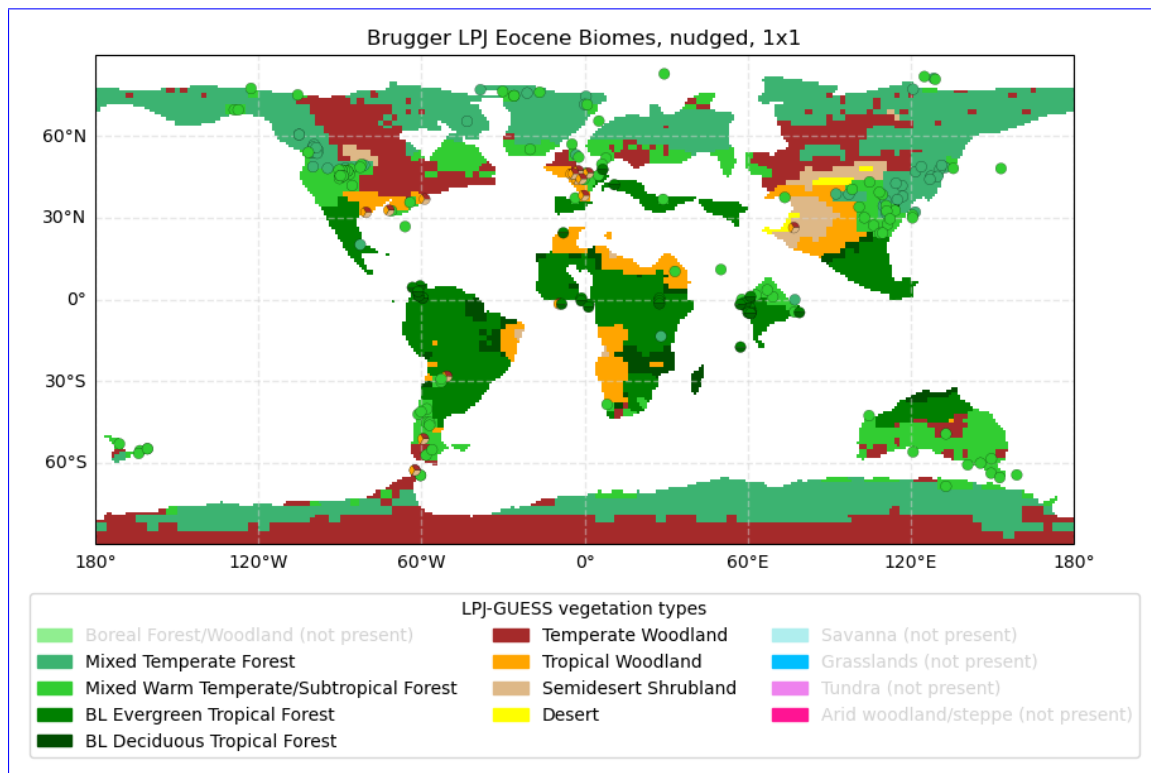 Brugger LPJ Eocene Biomes, nudged, 1x1
60°N
30°N
0°
30°S
60°S
180° 120°W 60°W 0° 60°E 120°E 180°
LPJ-GUESS vegetation types
Boreal Forest/Woodland (not present)
Mixed Temperate Forest
Mixed Warm Temperate/Subtropical Forest
BL Evergreen Tropical Forest
BL Deciduous Tropical Forest
Temperate Woodland
Tropical Woodland
Semidesert Shrubland
Desert
Savanna (not present)
Grasslands (not present)
Tundra (not present)
Arid woodland/steppe (not present)